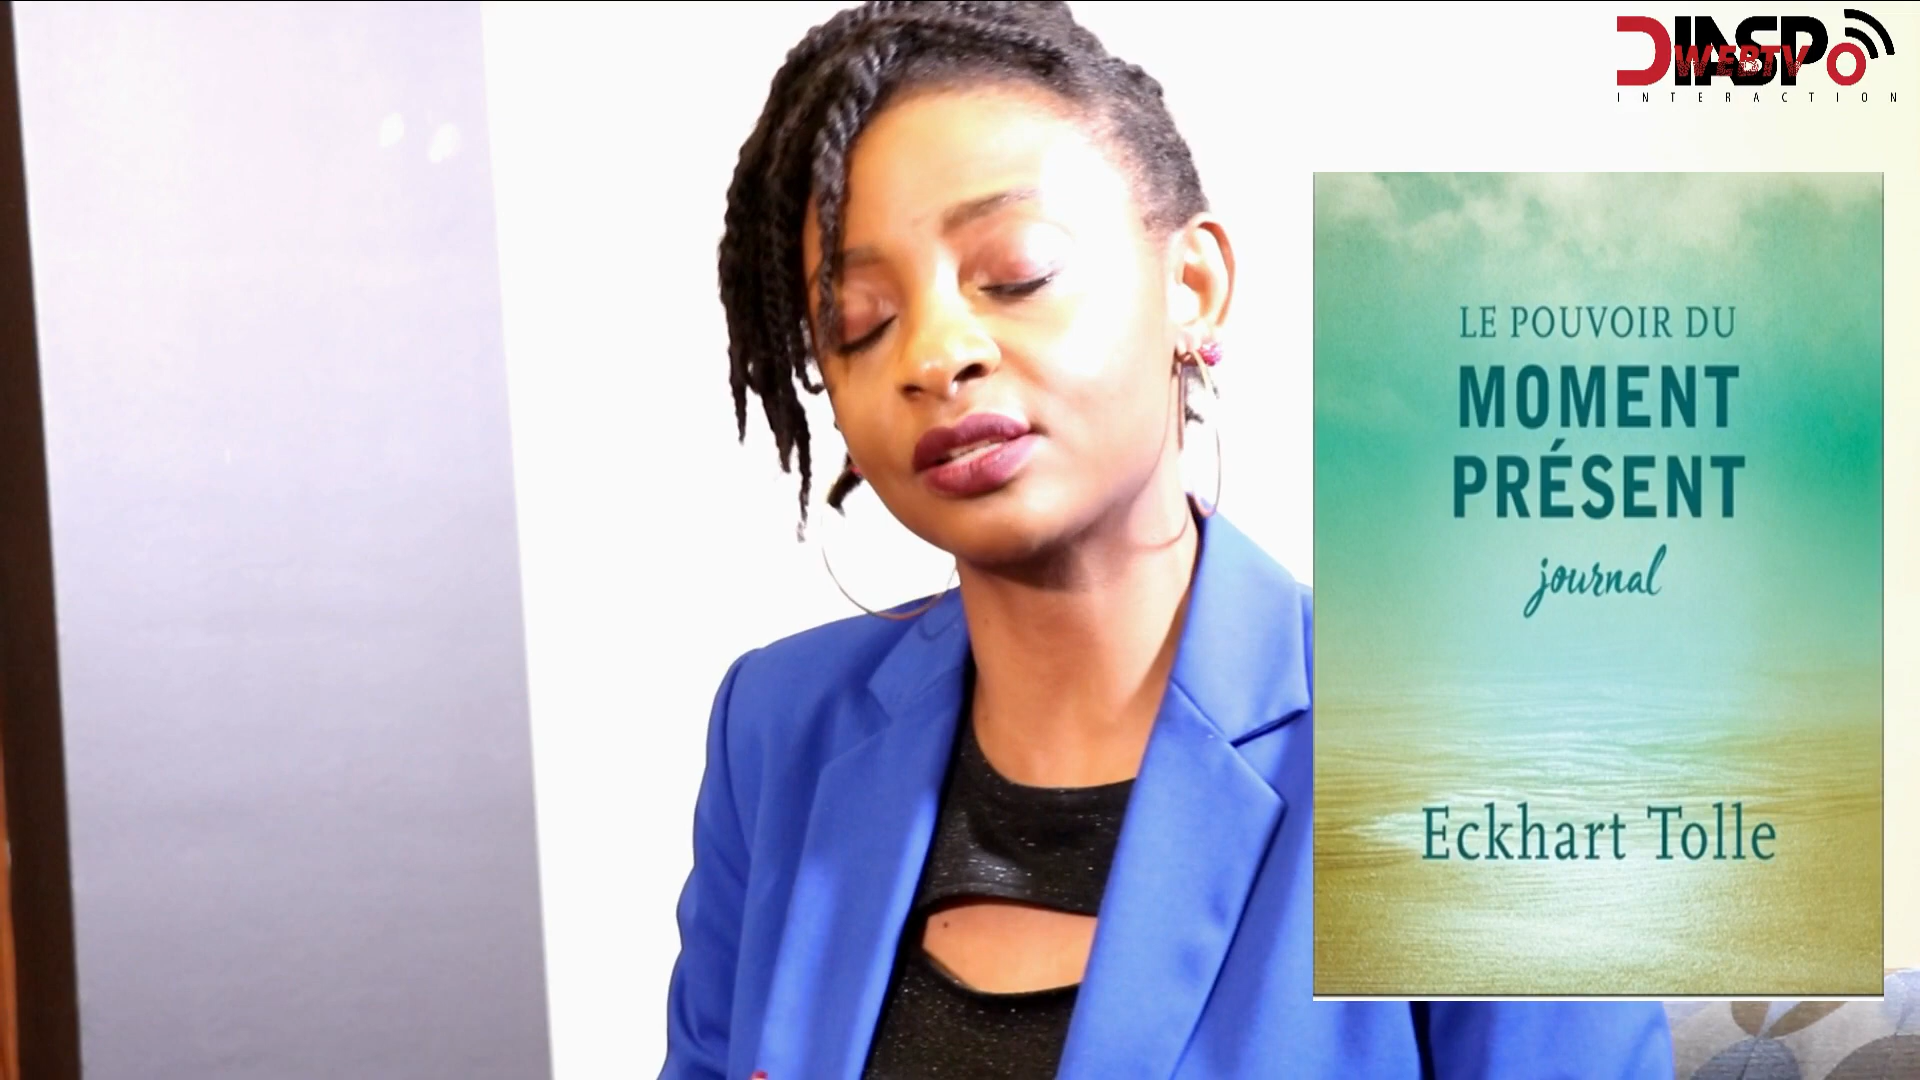 DIASPO
WEBTV
INTERACTION
LE POUVOIR DU
MOMENT
PRÉSENT
journal
Eckhart Tolle